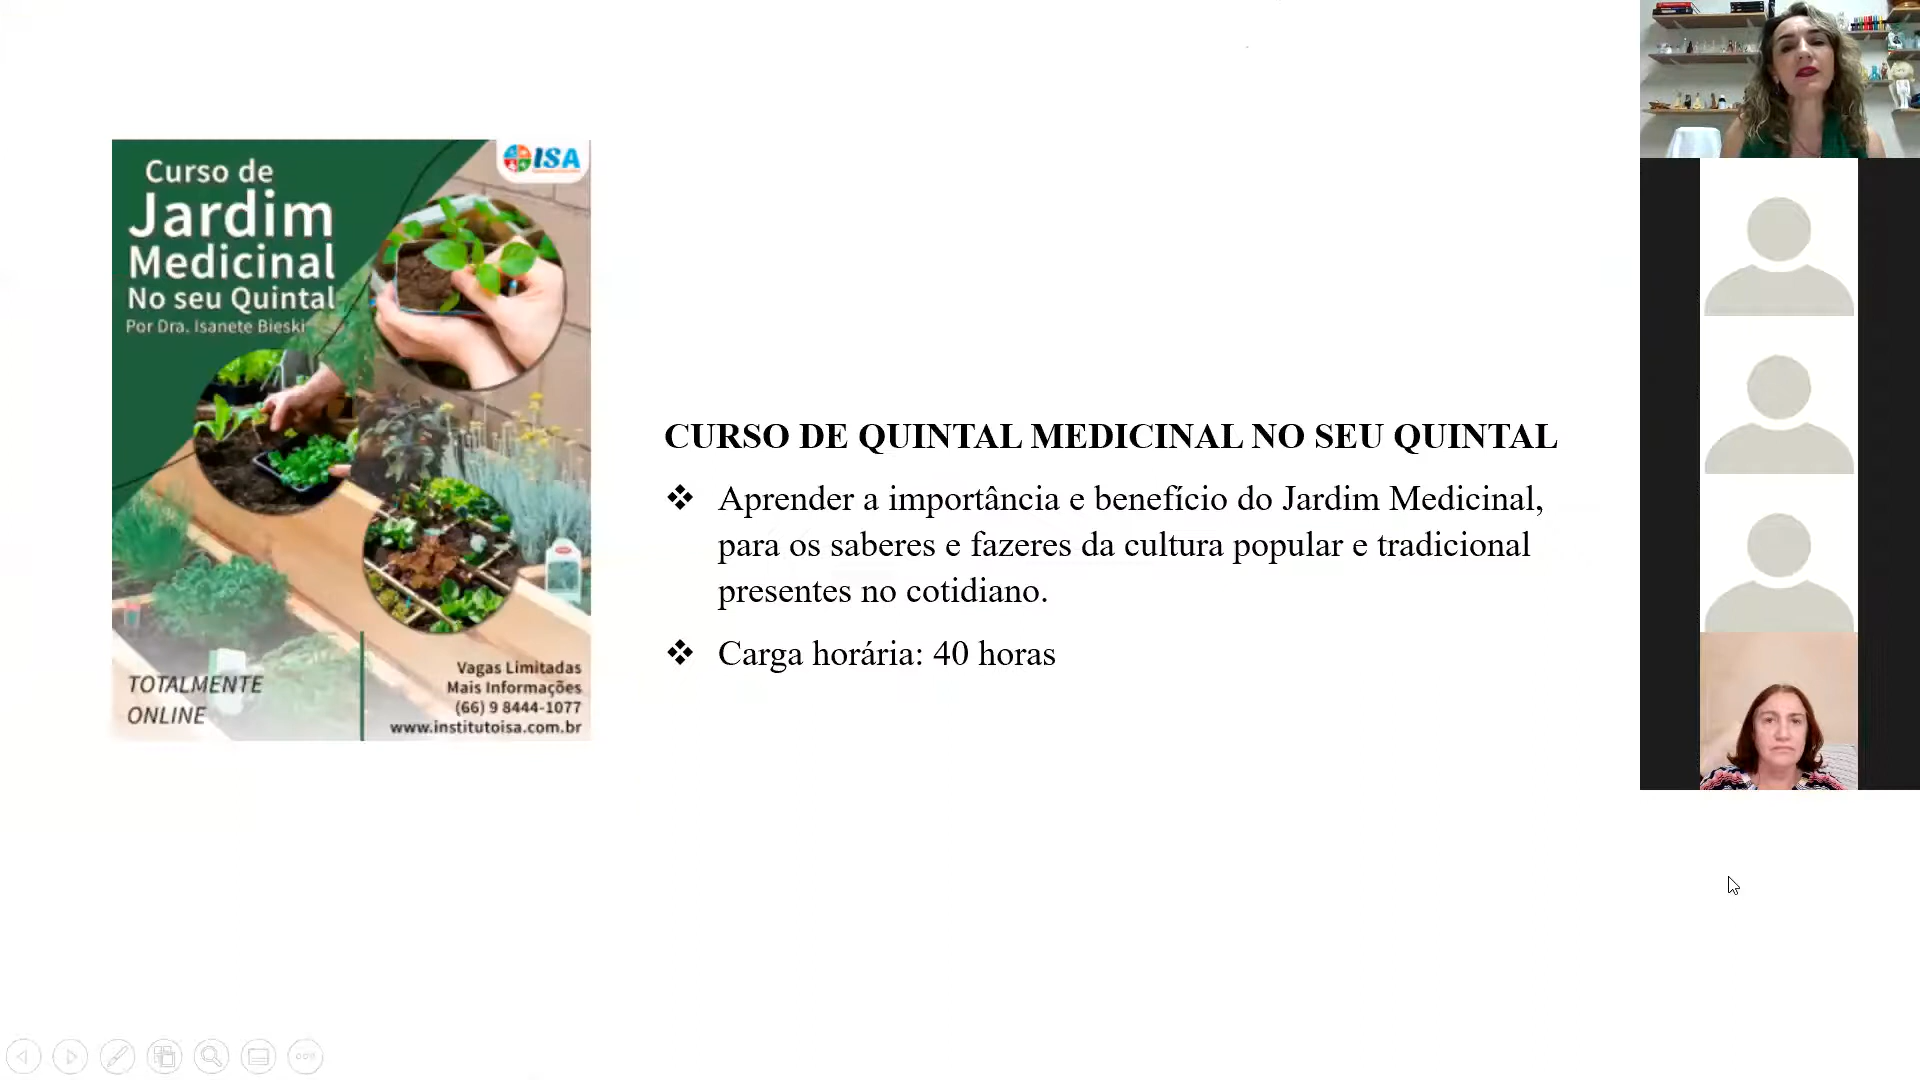 Curso de
Jardim
Medicinal
No seu Quintal
Por Dra. Isanete Bieski
ISA
TOTALMENTE
ONLINE
Vagas Limitadas
Mais Informações
(66) 9 8444-1077
www.institutoisa.com.br
CURSO DE QUINTAL MEDICINAL NO SEU QUINTAL
❖ Aprender a importância e benefício do Jardim Medicinal,
para os saberes e fazeres da cultura popular e tradicional
presentes no cotidiano.
❖ Carga horária: 40 horas